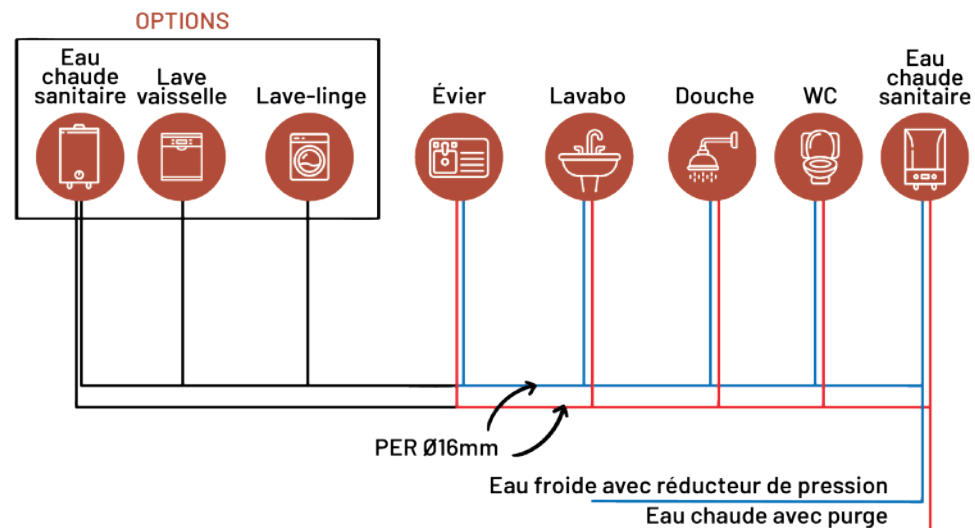 OPTIONS
Eau
chaude
sanitaire
Lave
vaisselle
Lave-linge
Évier
Lavabo
Douche
WC
Eau
chaude
sanitaire
PER Ø16mm
Eau froide avec réducteur de pression
Eau chaude avec purge